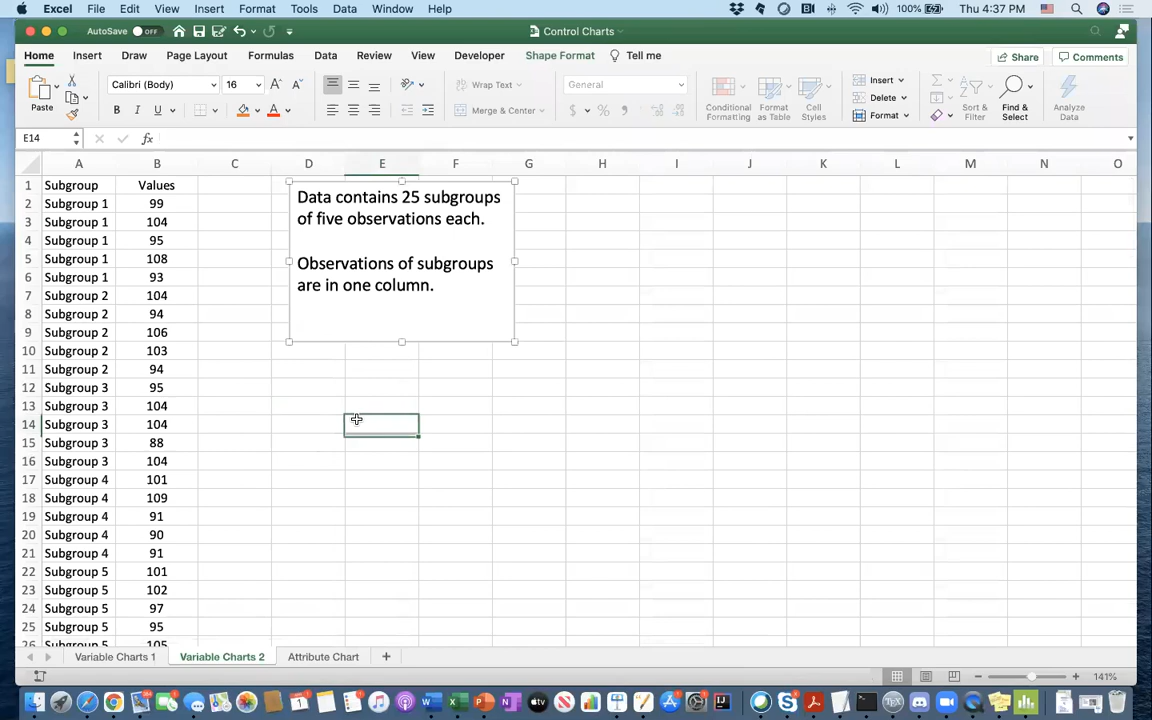 Excel File Edit View Insert Format Tools Data Window Help 100% Thu 4:37 PM
AutoSave OFF Control Charts
Home Insert Draw Page Layout Formulas Data Review View Developer Shape Format Tell me Share Comments
Paste Calibri (Body) 16 A A Wrap Text General Insert
B I U A Merge & Center $ % Conditional Formatting Format as Table Cell Styles Delete Format Sort & Filter Find & Select Analyze Data
E14 fx
A B C D E F G H I J K L M N O
1 Subgroup Values
2 Subgroup 1 99
3 Subgroup 1 104
4 Subgroup 1 95
5 Subgroup 1 108
6 Subgroup 1 93
7 Subgroup 2 104
8 Subgroup 2 94
9 Subgroup 2 106
10 Subgroup 2 103
11 Subgroup 2 94
12 Subgroup 3 95
13 Subgroup 3 104
14 Subgroup 3 104
15 Subgroup 3 88
16 Subgroup 3 104
17 Subgroup 4 101
18 Subgroup 4 109
19 Subgroup 4 91
20 Subgroup 4 90
21 Subgroup 4 91
22 Subgroup 5 101
23 Subgroup 5 102
24 Subgroup 5 97
25 Subgroup 5 95
26 Subgroup 5 105
Data contains 25 subgroups
of five observations each.
Observations of subgroups
are in one column.
Variable Charts 1 Variable Charts 2 Attribute Chart
141%